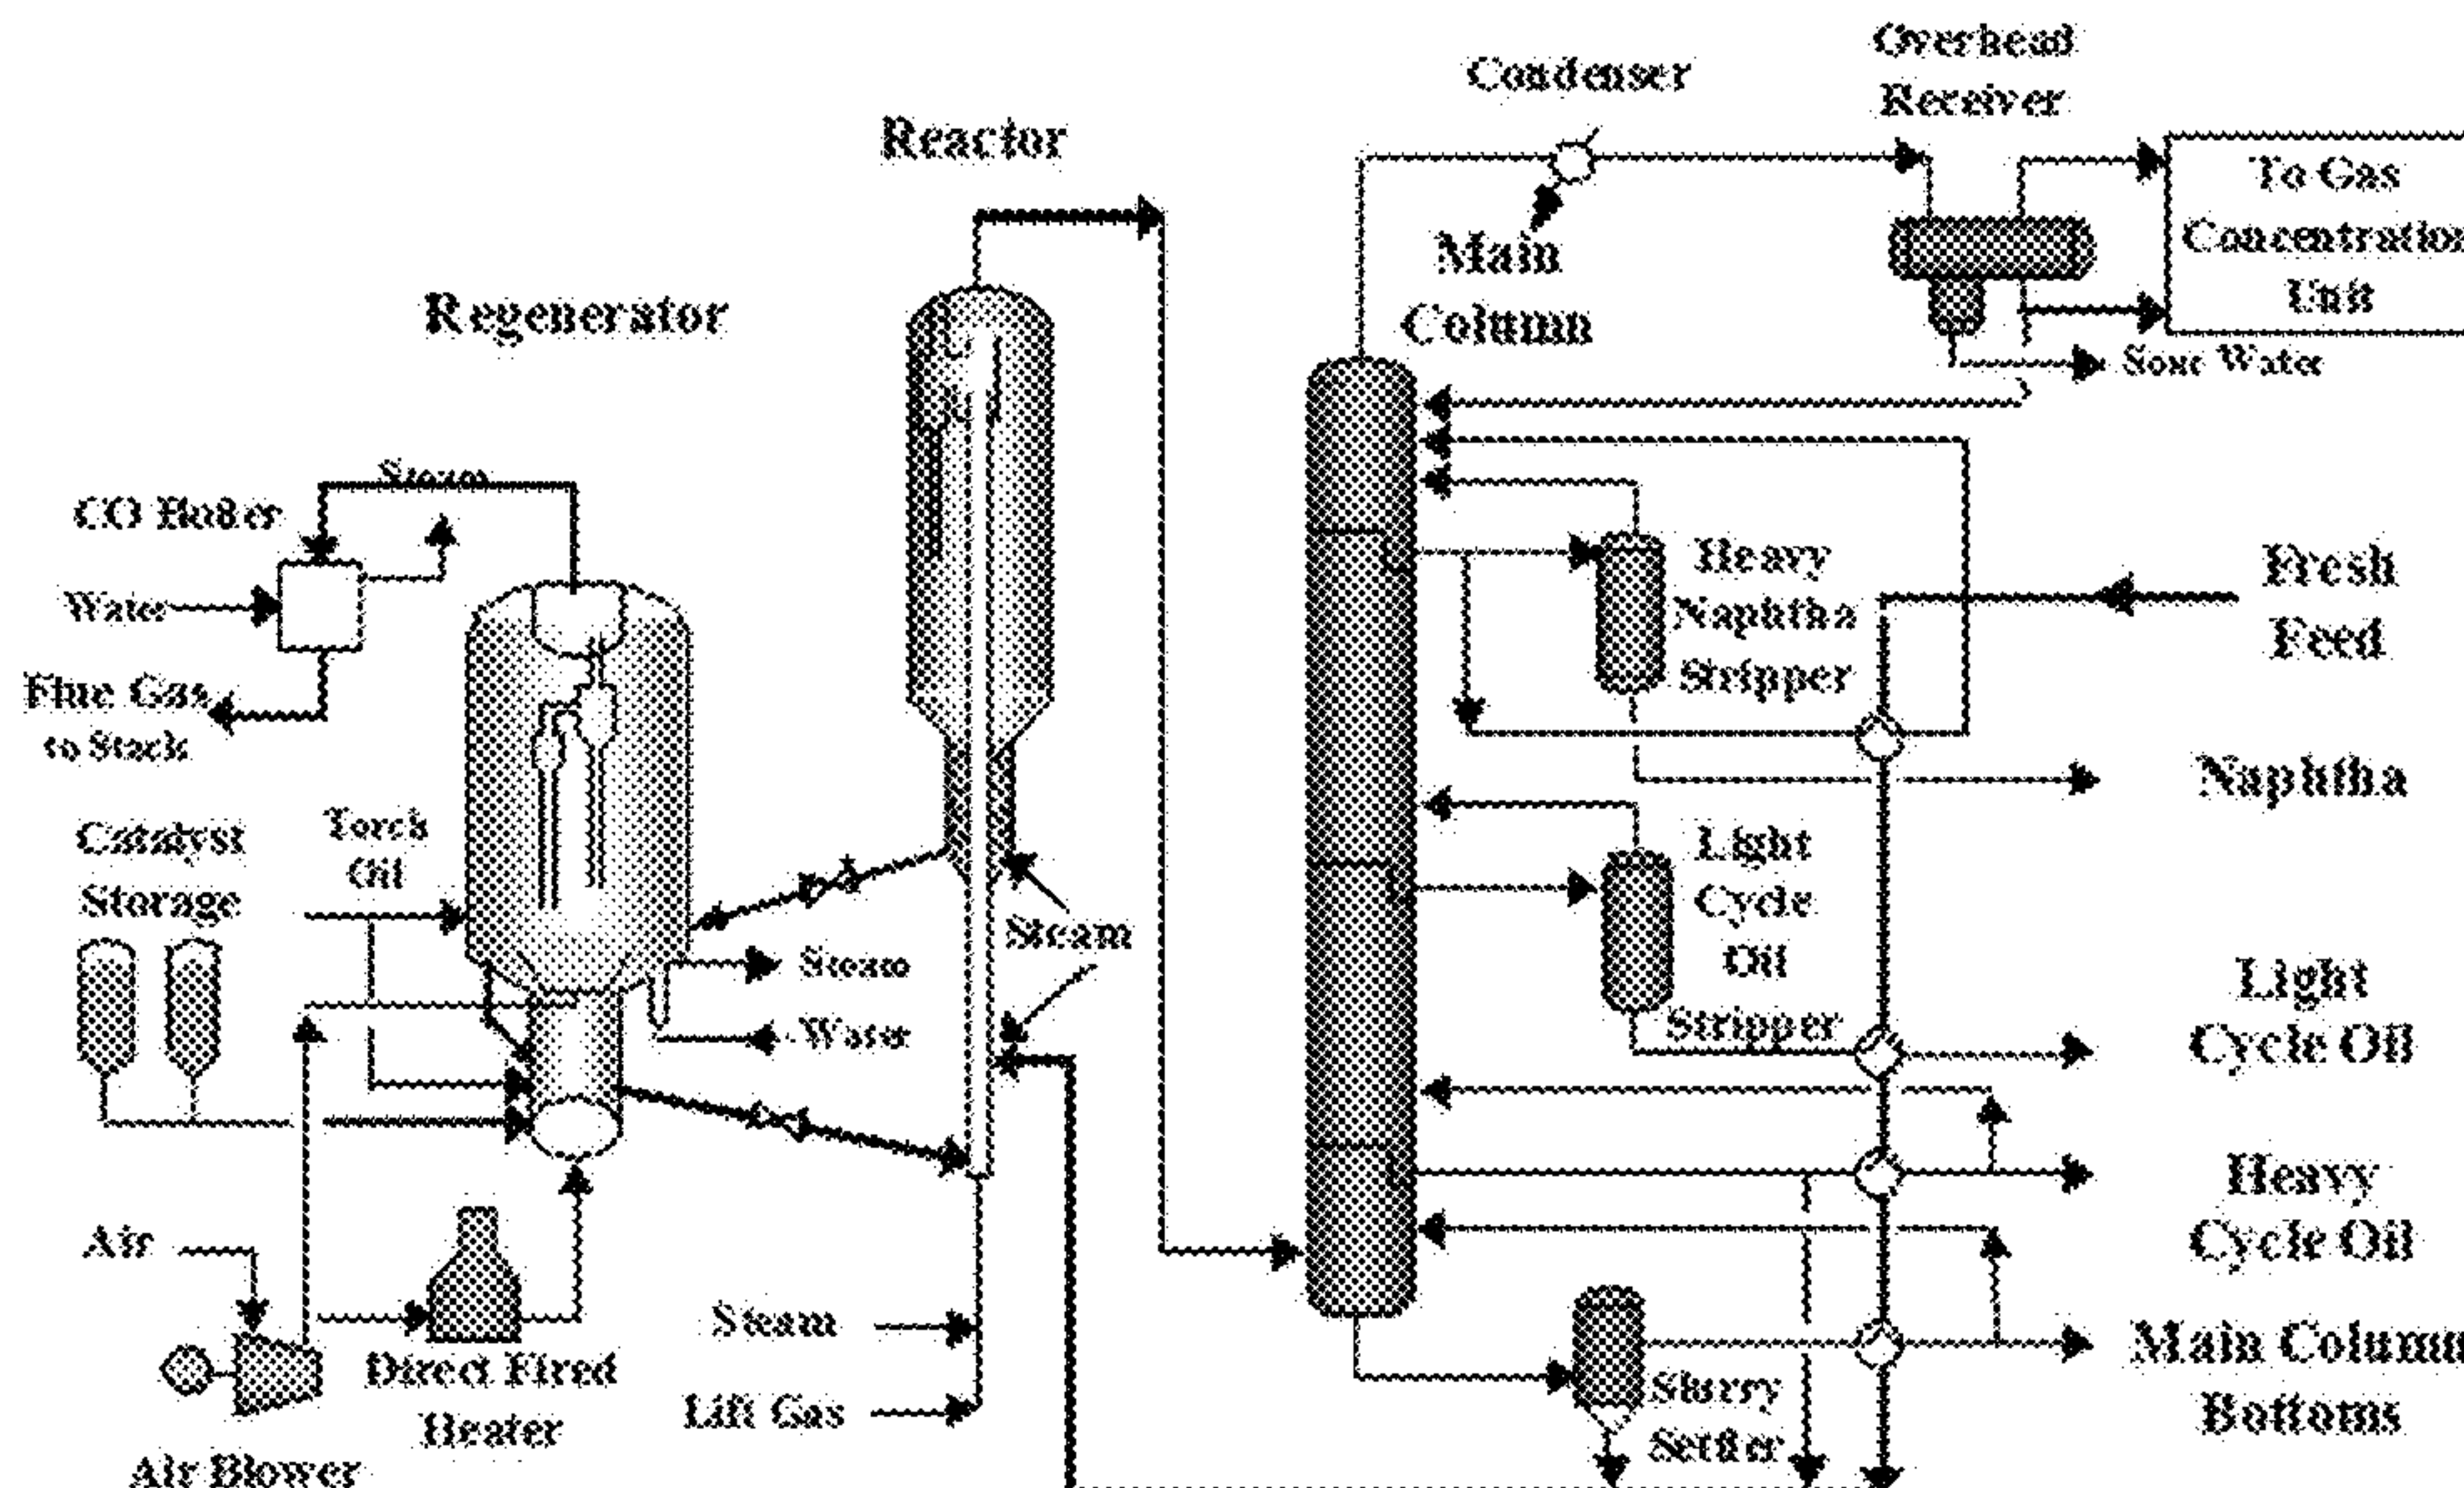 Overhead
Receiver
Condenser
Reactor
To Gas
Concentration
Unit
Main
Column
Regenerator
Sour Water
Steam
CO Boiler
Water
Flue Gas
to Stack
Heavy
Naphtha
Stripper
Fresh
Feed
Naphtha
Torch
Oil
Catalyst
Storage
Light
Cycle
Oil
Stripper
Steam
Steam
Water
Light
Cycle Oil
Heavy
Cycle Oil
Air
Steam
Direct Fired
Heater
Lift Gas
Air Blower
Slurry
Settler
Main Column
Bottoms